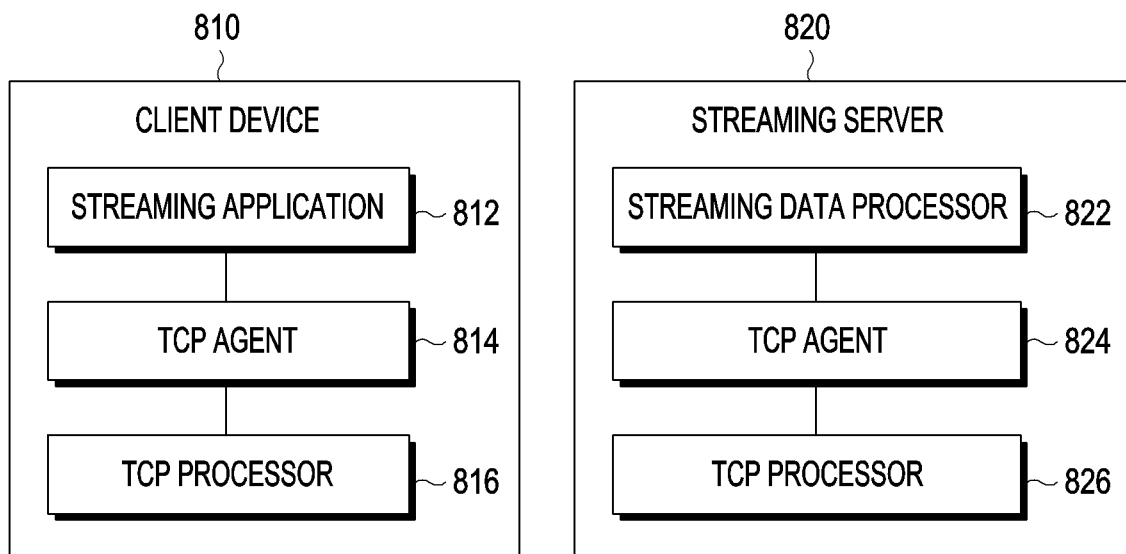 810
820
CLIENT DEVICE
STREAMING SERVER
STREAMING APPLICATION
812
STREAMING DATA PROCESSOR
822
TCP AGENT
814
TCP AGENT
824
TCP PROCESSOR
816
TCP PROCESSOR
826